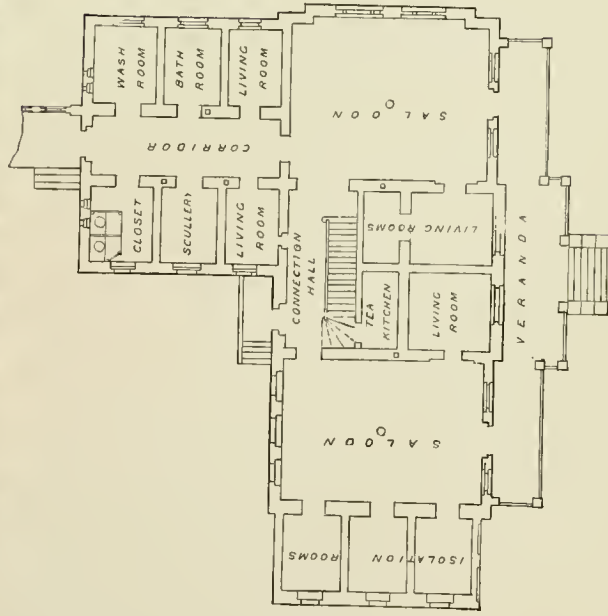 WASH
ROOM
BATH
ROOM
LIVING
ROOM
SALOON
CORRIDOR
CLOSET
SCULLERY
LIVING
ROOM
CONNECTION
HALL
LIVING ROOMS
TEA
KITCHEN
LIVING
ROOM
VERANDA
SALOON
ISOLATION
ROOMS